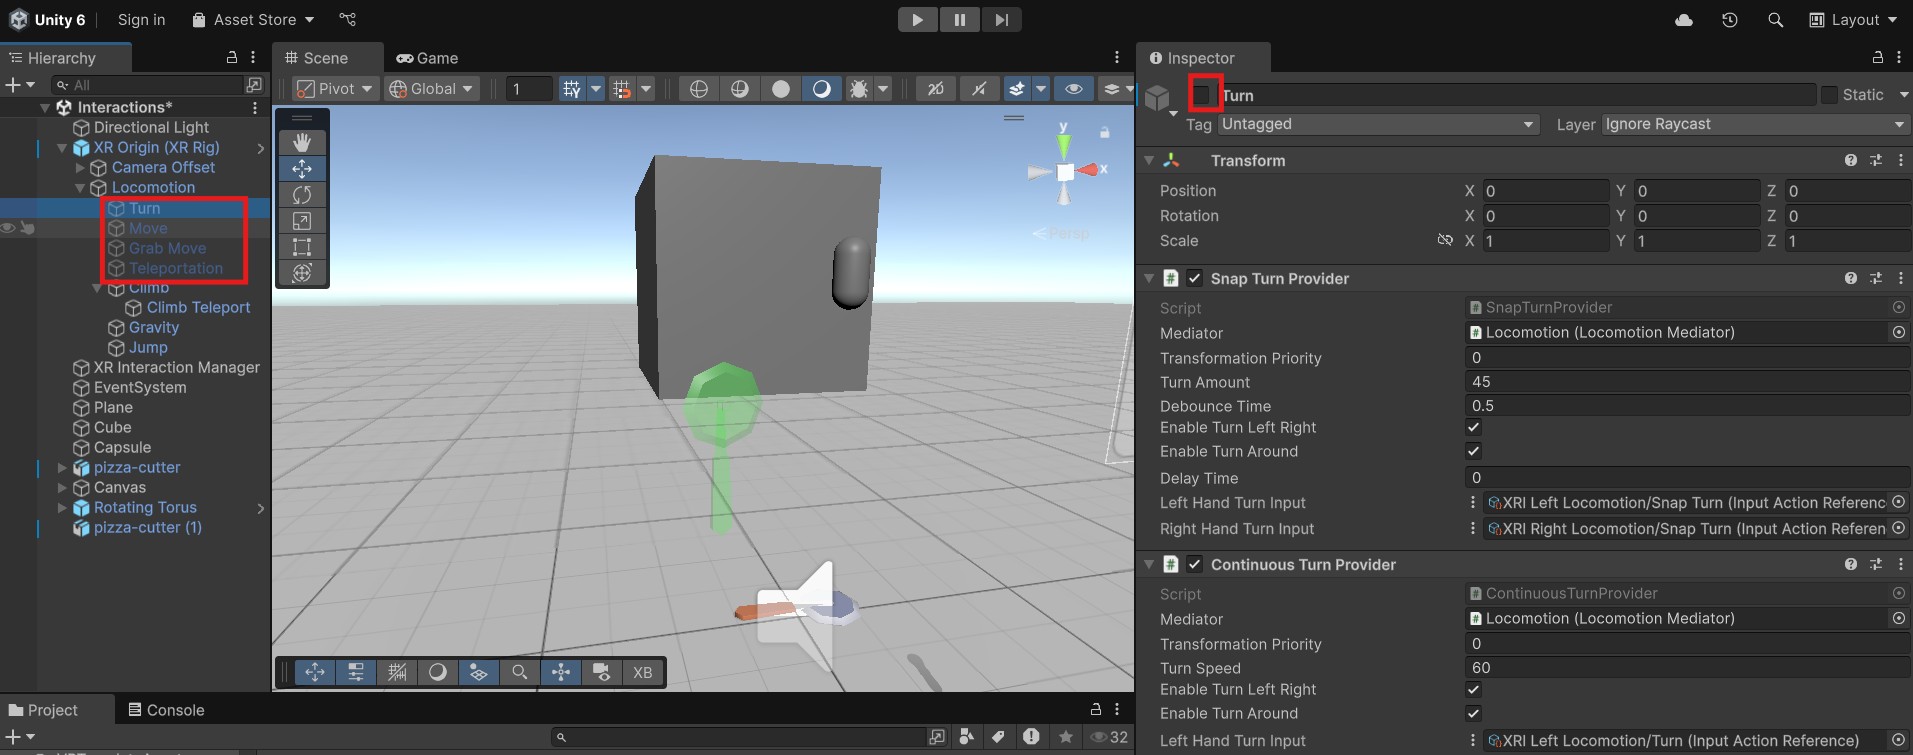 Unity 6 Sign in Asset Store Layout
Hierarchy
All
Interactions*
Directional Light
XR Origin (XR Rig)
Camera Offset
Locomotion
Turn
Move
Grab Move
Teleportation
Climb
Climb Teleport
Gravity
Jump
XR Interaction Manager
EventSystem
Plane
Cube
Capsule
pizza-cutter
Canvas
Rotating Torus
pizza-cutter (1)
Scene Game
Pivot Global 1 2D
y
x
Persp
XB
Inspector
Turn Static
Tag Untagged Layer Ignore Raycast
Transform
Position X 0 Y 0 Z 0
Rotation X 0 Y 0 Z 0
Scale X 1 Y 1 Z 1
# Snap Turn Provider
Script # SnapTurnProvider
Mediator # Locomotion (Locomotion Mediator)
Transformation Priority 0
Turn Amount 45
Debounce Time 0.5
Enable Turn Left Right
Enable Turn Around
Delay Time 0
Left Hand Turn Input XRI Left Locomotion/Snap Turn (Input Action Referenc
Right Hand Turn Input XRI Right Locomotion/Snap Turn (Input Action Referen
# Continuous Turn Provider
Script # ContinuousTurnProvider
Mediator # Locomotion (Locomotion Mediator)
Transformation Priority 0
Turn Speed 60
Enable Turn Left Right
Enable Turn Around
Left Hand Turn Input XRI Left Locomotion/Turn (Input Action Reference)
Project Console
32